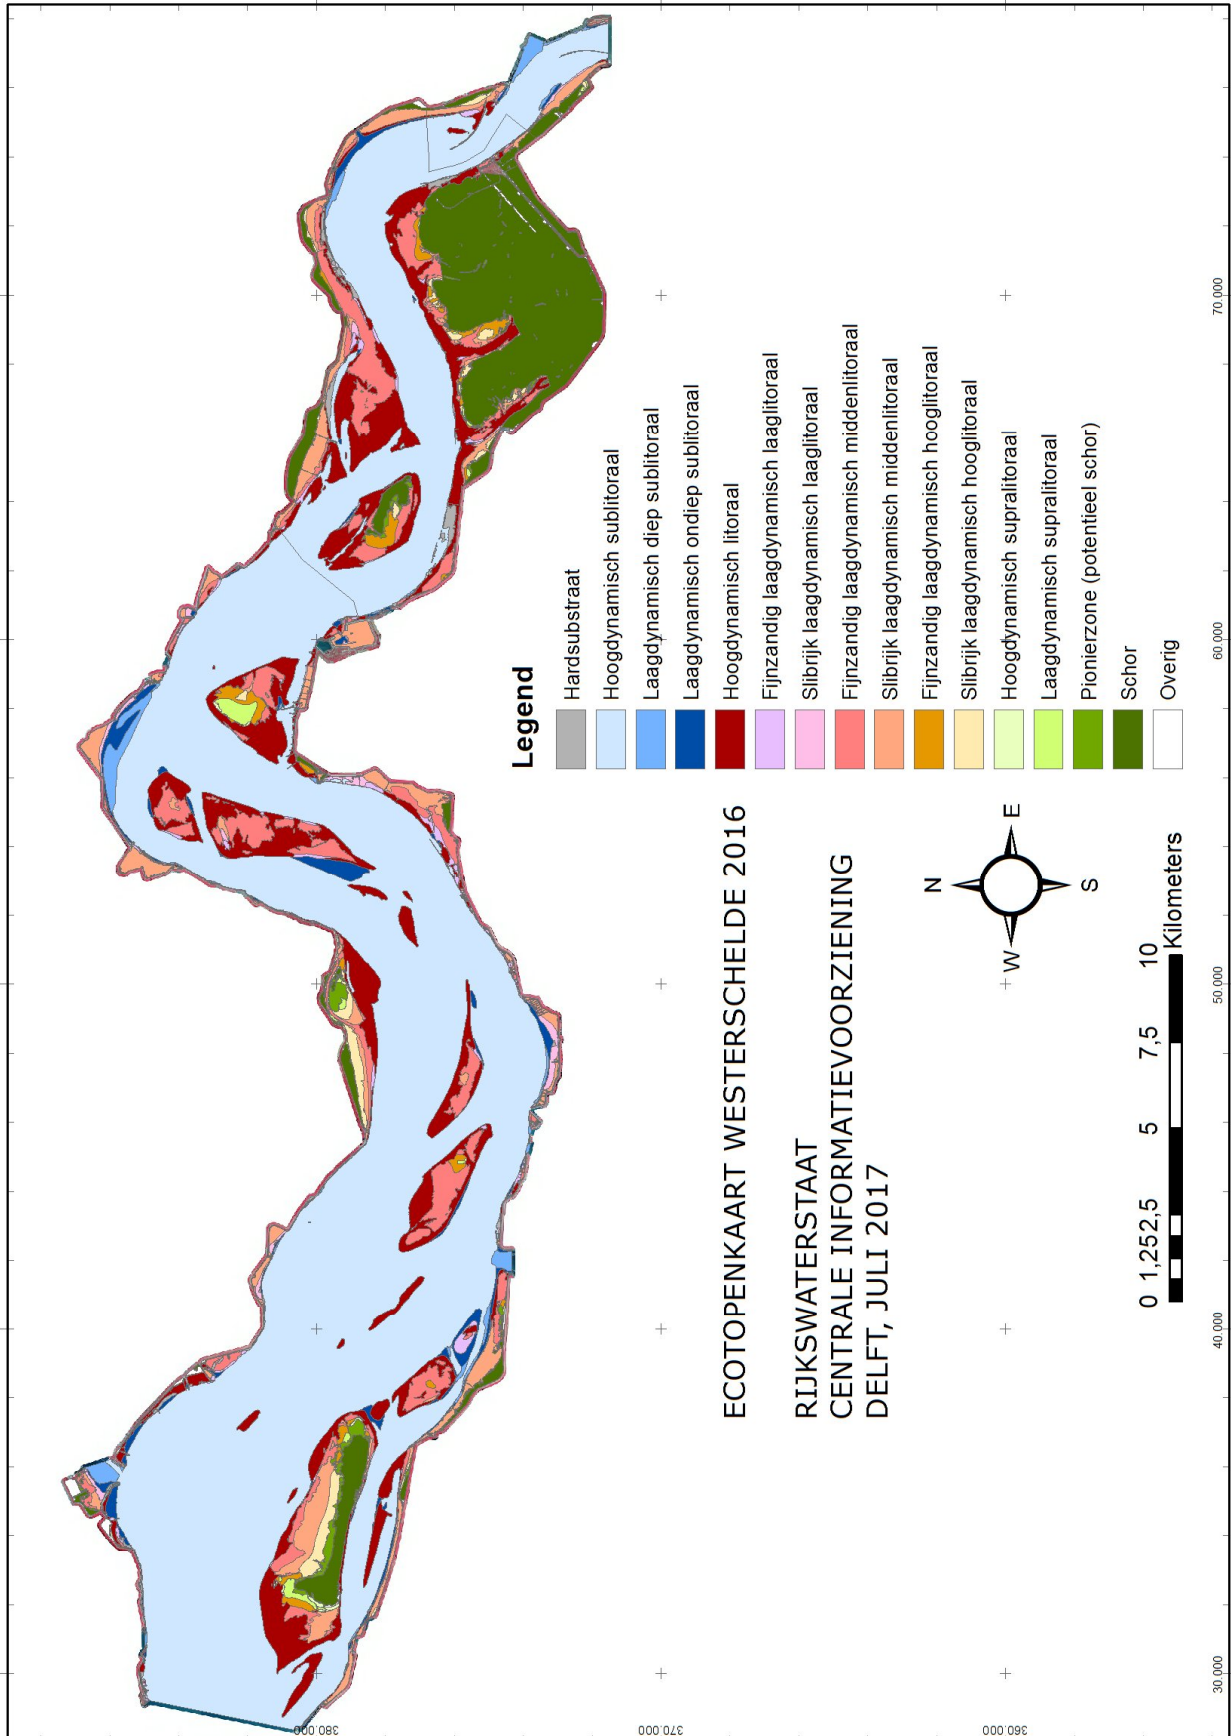 Legend
Hardsubstraat
Hoogdynamisch sublitoraal
Laagdynamisch diep sublitoraal
Laagdynamisch ondiep sublitoraal
Hoogdynamisch litoraal
Fijnzandig laagdynamisch laaglitoraal
Slibrijk laagdynamisch laaglitoraal
Fijnzandig laagdynamisch middenlitoraal
Slibrijk laagdynamisch middenlitoraal
Fijnzandig laagdynamisch hooglitoraal
Slibrijk laagdynamisch hooglitoraal
Hoogdynamisch supralitoraal
Laagdynamisch supralitoraal
Pionierzone (potentieel schor)
Schor
Overig
ECOTOPENKAART WESTERSCHELDE 2016
RIJKSWATERSTAAT
CENTRALE INFORMATIEVOORZIENING
DELFT, JULI 2017
N
W E
S
0 1,252,5 5 7,5 10
Kilometers
380.000
370.000
360.000
30.000
40.000
50.000
60.000
70.000